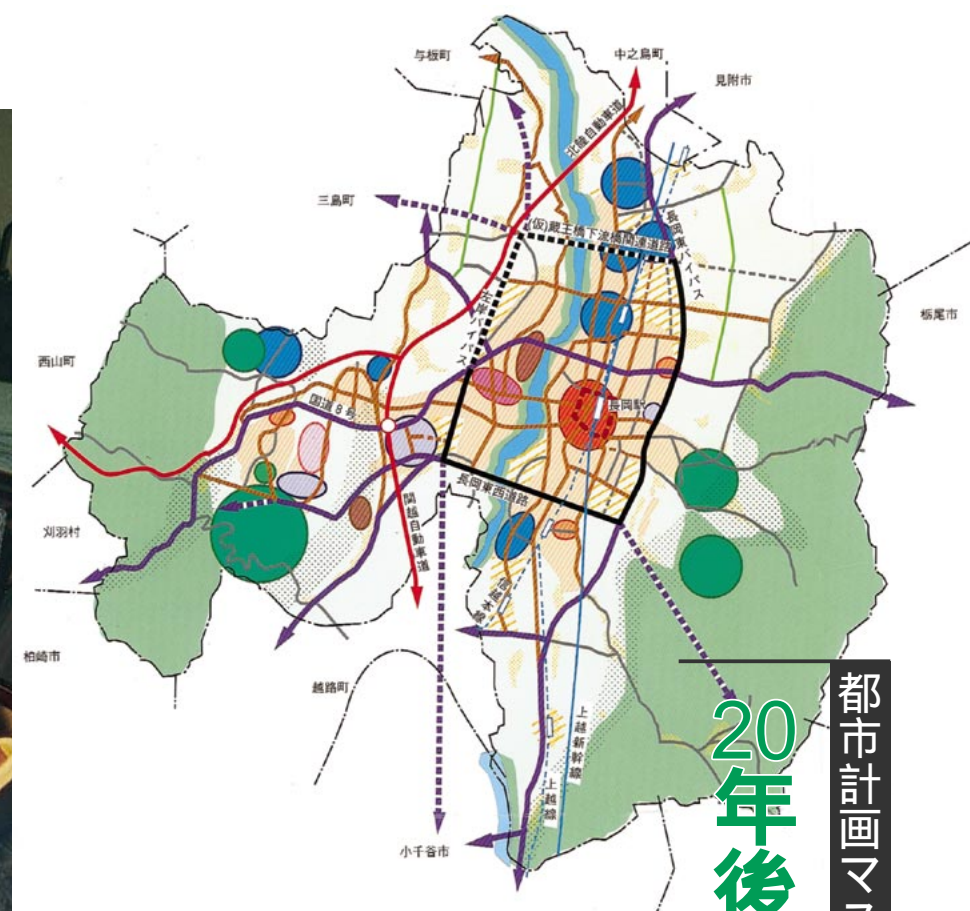 与板町
中之島町
見附市
北陸自動車道
三島町
(仮)蔵王橋下流橋関連道路
長岡東バイパス
左岸バイパス
栃尾市
西山町
国道8号
長岡駅
長岡東西道路
刈羽村
関越自動車道
信越本線
柏崎市
越路町
上越新幹線
上越線
小千谷市
都市計画マス
20年後